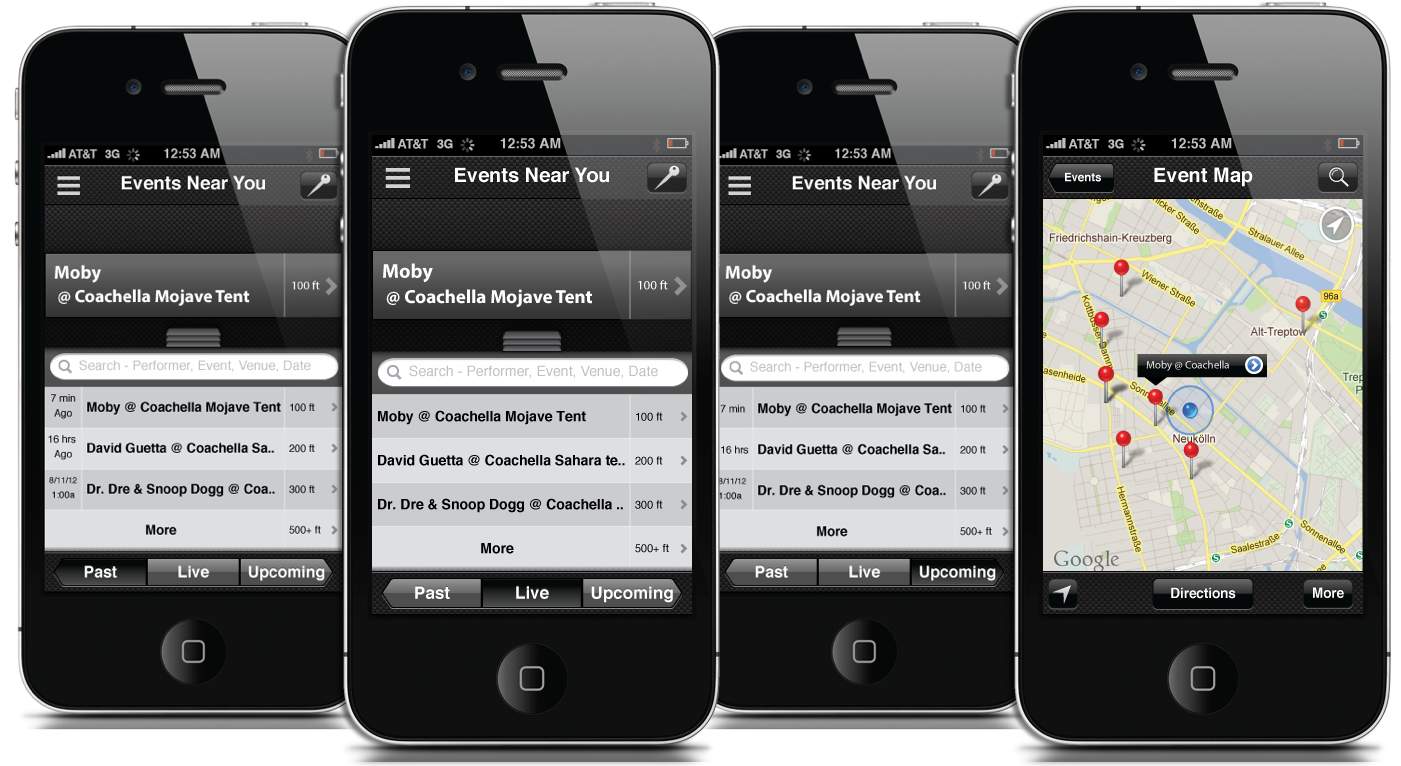 AT&T 3G 12:53 AM
Events Near You
Moby
@ Coachella Mojave Tent
100 ft
Search - Performer, Event, Venue, Date
7 min
Ago
Moby @ Coachella Mojave Tent 100 ft
16 hrs
Ago
David Guetta @ Coachella Sa.. 200 ft
8/11/12
1:00a
Dr. Dre & Snoop Dogg @ Coa.. 300 ft
More 500+ ft
Past Live Upcoming
AT&T 3G 12:53 AM
Events Near You
Moby
@ Coachella Mojave Tent
100 ft
Search - Performer, Event, Venue, Date
Moby @ Coachella Mojave Tent 100 ft
David Guetta @ Coachella Sahara te.. 200 ft
Dr. Dre & Snoop Dogg @ Coachella .. 300 ft
More 500+ ft
Past Live Upcoming
AT&T 3G 12:53 AM
Events Near You
Moby
@ Coachella Mojave Tent
100 ft
Search - Performer, Event, Venue, Date
7 min Moby @ Coachella Mojave Tent 100 ft
16 hrs David Guetta @ Coachella Sa.. 200 ft
8/11/12
1:00a
Dr. Dre & Snoop Dogg @ Coa.. 300 ft
More 500+ ft
Past Live Upcoming
AT&T 3G 12:53 AM
Events Event Map
Friedrichshain-Kreuzberg
Stralauer Allee
Wiener Straße
96a
Alt-Treptow
Moby @ Coachella
Sonnenallee
Neukölln
Hermannstraße
Saalestraße
Sonnenallee
Google
Directions More